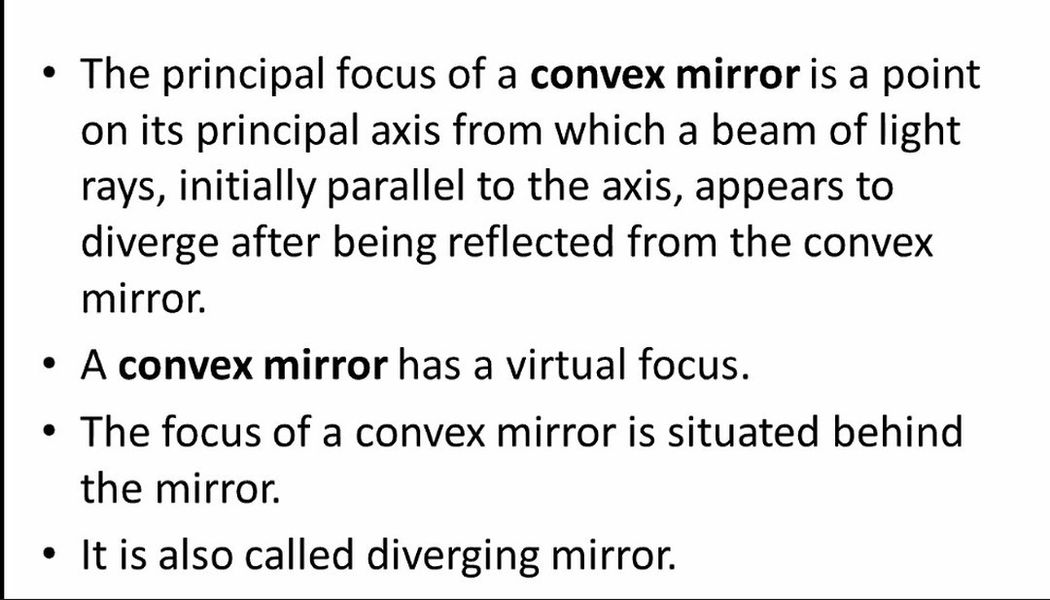 • The principal focus of a convex mirror is a point
on its principal axis from which a beam of light
rays, initially parallel to the axis, appears to
diverge after being reflected from the convex
mirror.
• A convex mirror has a virtual focus.
• The focus of a convex mirror is situated behind
the mirror.
• It is also called diverging mirror.